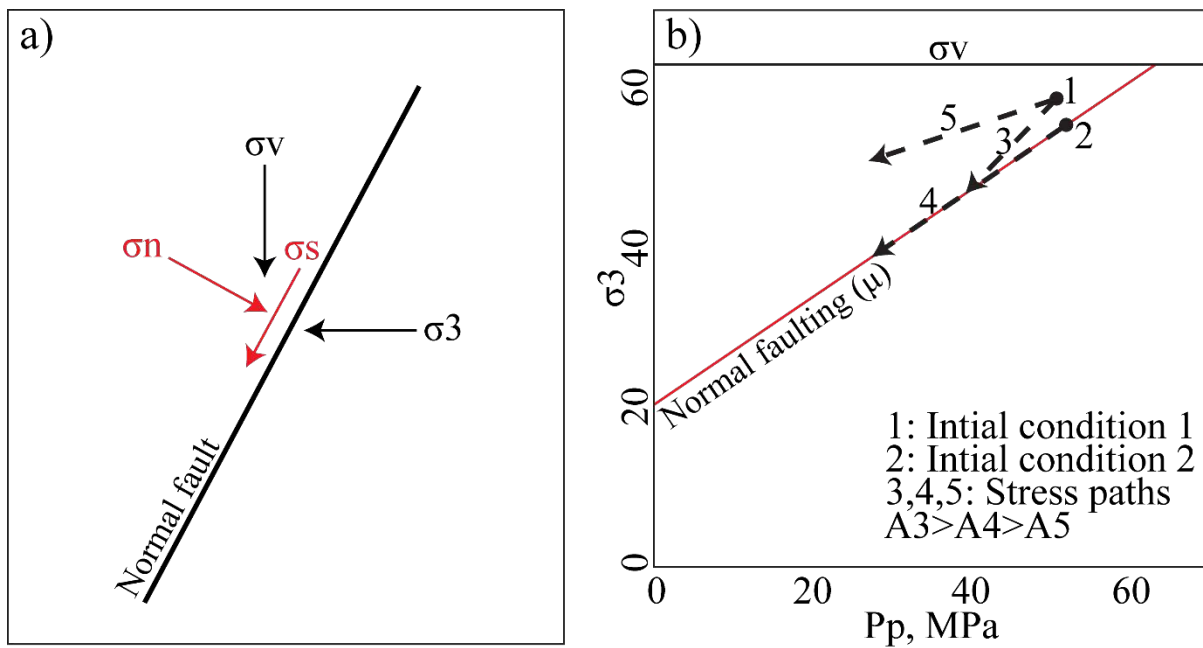 a)
σv
σn
σs
σ3
Normal fault
b)
σv
60
40
20
0
σ3
1
2
3
4
5
Normal faulting (μ)
1: Intial condition 1
2: Intial condition 2
3,4,5: Stress paths
A3>A4>A5
0
20
40
60
Pp, MPa